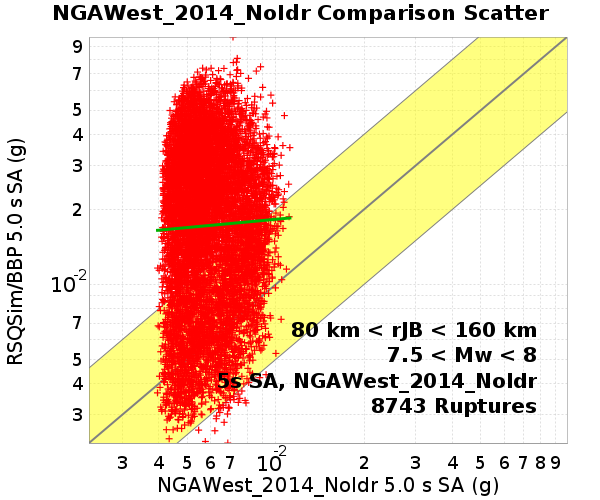 NGAWest_2014_NoIdr Comparison Scatter
RSQSim/BBP 5.0 s SA (g)
9
7
5
4
3
2
10-2
7
5
4
3
80 km < rJB < 160 km
7.5 < Mw < 8
5s SA, NGAWest_2014_NoIdr
8743 Ruptures
3 4 5 6 7 10-2 2 3 4 5 6 7 8 9
NGAWest_2014_NoIdr 5.0 s SA (g)